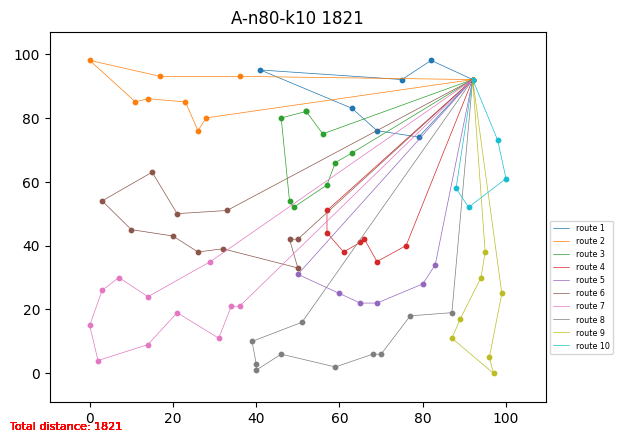 A-n80-k10 1821
100
80
60
40
20
0
0 20 40 60 80 100
route 1
route 2
route 3
route 4
route 5
route 6
route 7
route 8
route 9
route 10
Total distance: 1821